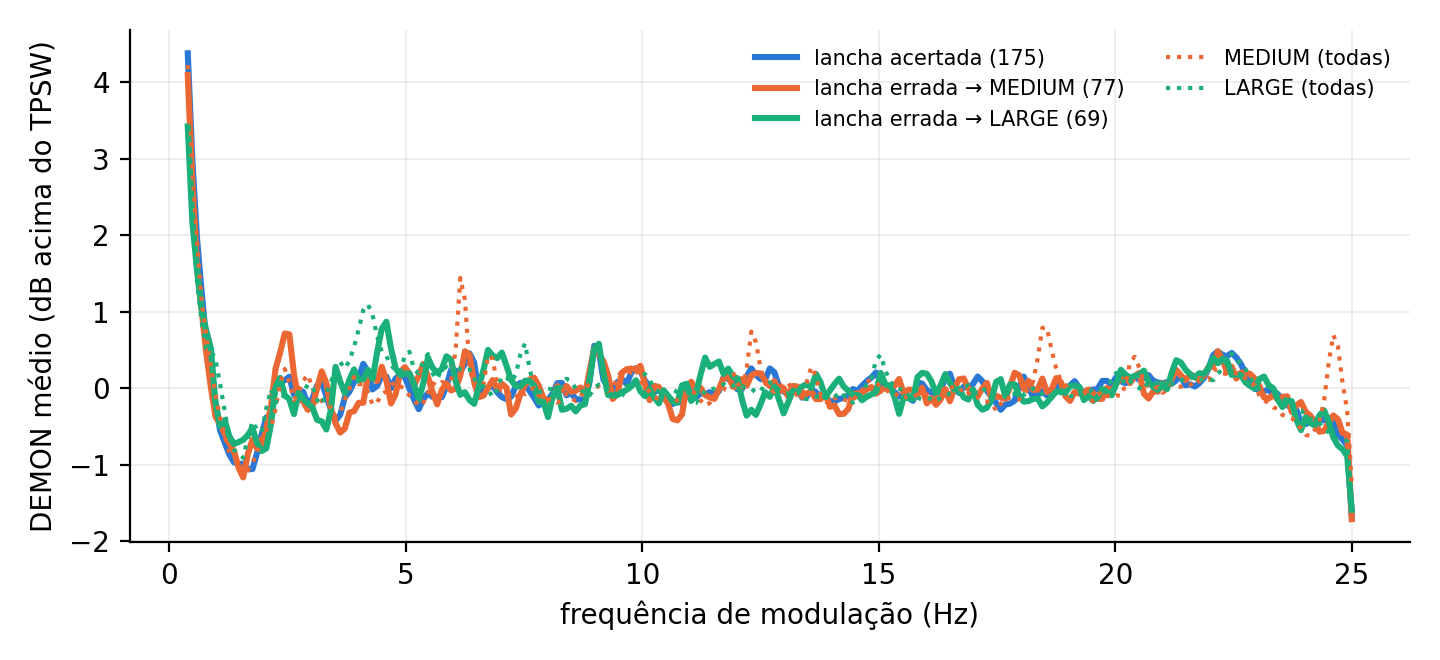 DEMON médio (dB acima do TPSW)
4
3
2
1
0
−1
−2
lancha acertada (175)
lancha errada → MEDIUM (77)
lancha errada → LARGE (69)
MEDIUM (todas)
LARGE (todas)
0 5 10 15 20 25
frequência de modulação (Hz)